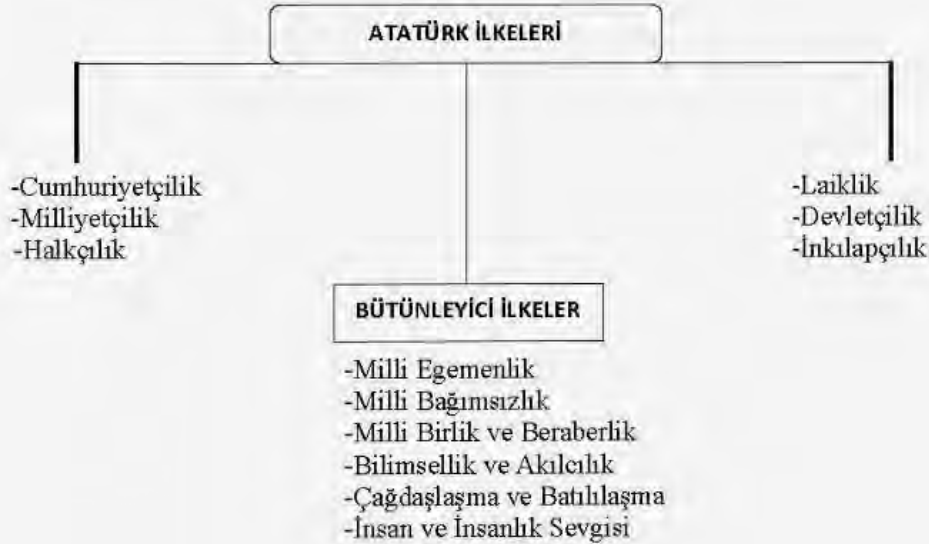 ATATÜRK İLKELERİ
-Cumhuriyetçilik
-Milliyetçilik
-Halkçılık
-Laiklik
-Devletçilik
-İnkılapçılık
BÜTÜNLEYİCİ İLKELER
-Milli Egemenlik
-Milli Bağımsızlık
-Milli Birlik ve Beraberlik
-Bilimsellik ve Akılcılık
-Çağdaşlaşma ve Batılılaşma
-İnsan ve İnsanlık Sevgisi